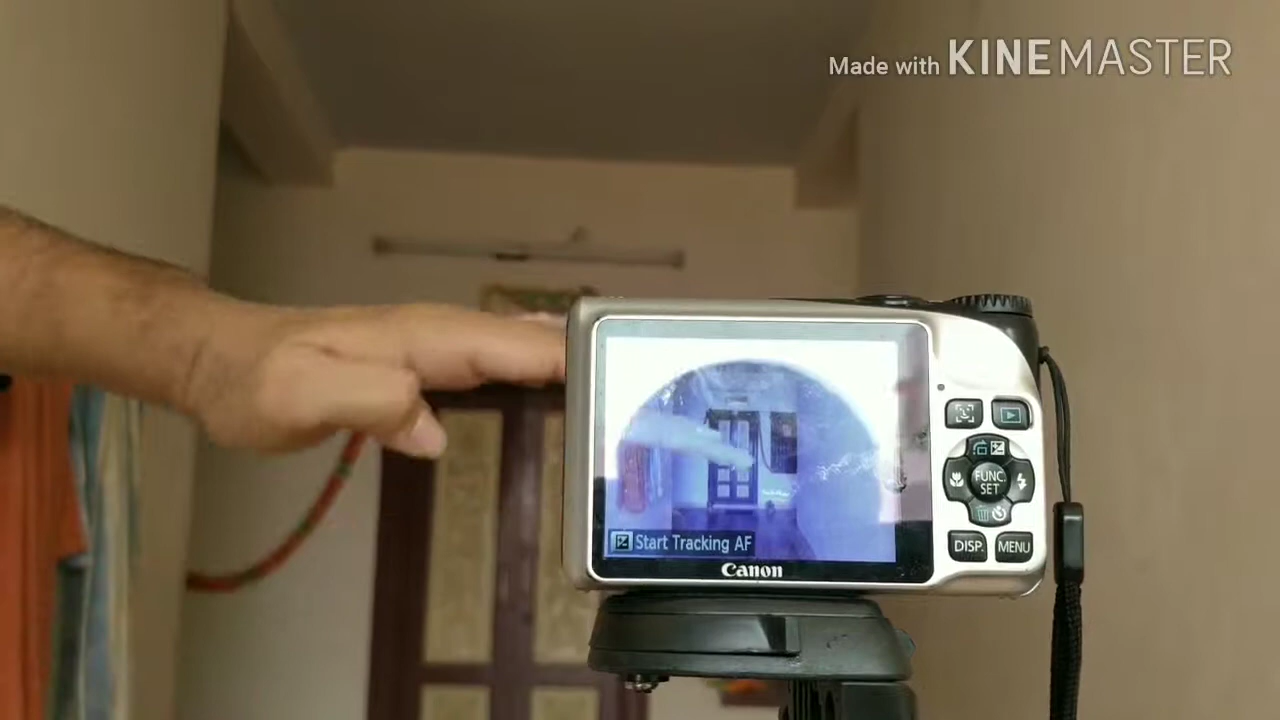 Made with KINEMASTER
FUNC.
SET
Start Tracking AF
DISP.
MENU
Canon